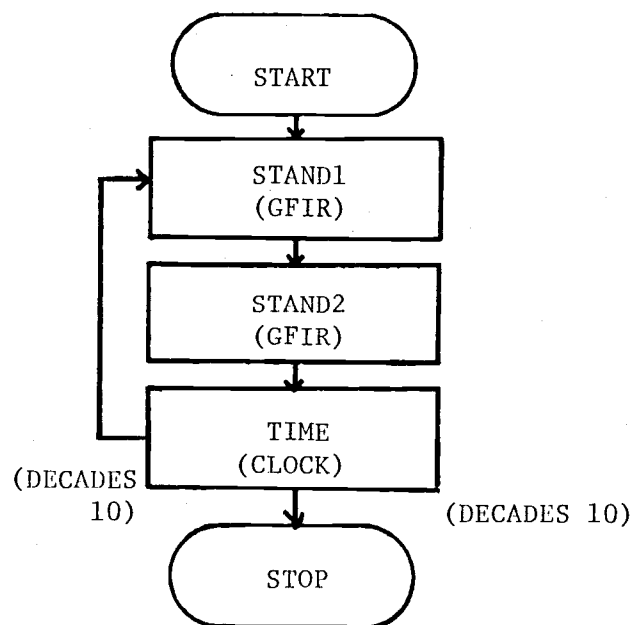 START
STAND1
(GFIR)
STAND2
(GFIR)
TIME
(CLOCK)
(DECADES
10)
(DECADES 10)
STOP